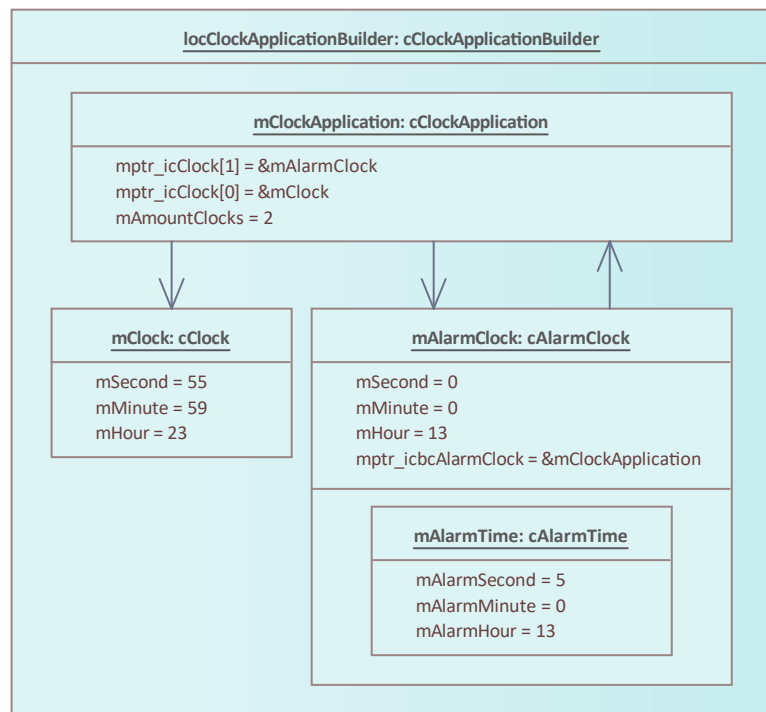 locClockApplicationBuilder: cClockApplicationBuilder
mClockApplication: cClockApplication
mptr_icClock[1] = &mAlarmClock
mptr_icClock[0] = &mClock
mAmountClocks = 2
mClock: cClock
mSecond = 55
mMinute = 59
mHour = 23
mAlarmClock: cAlarmClock
mSecond = 0
mMinute = 0
mHour = 13
mptr_icbcAlarmClock = &mClockApplication
mAlarmTime: cAlarmTime
mAlarmSecond = 5
mAlarmMinute = 0
mAlarmHour = 13